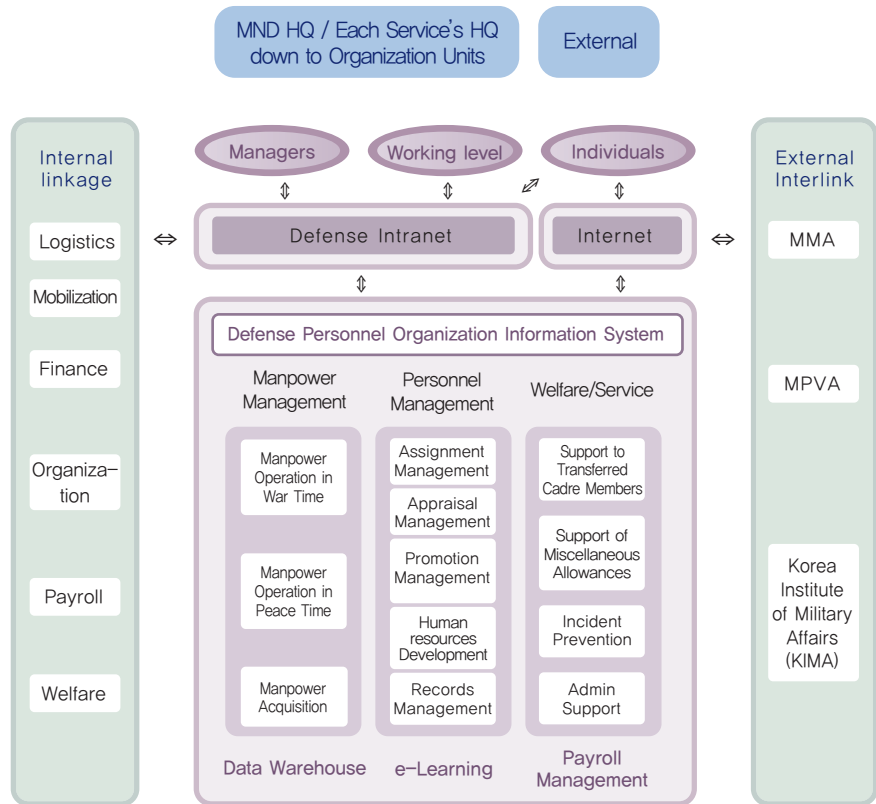 MND HQ / Each Service's HQ
down to Organization Units
External
Internal
linkage
Logistics
Mobilization
Finance
Organiza-
tion
Payroll
Welfare
Managers
Working level
Individuals
Defense Intranet
Internet
Defense Personnel Organization Information System
Manpower
Management
Manpower
Operation in
War Time
Manpower
Operation in
Peace Time
Manpower
Acquisition
Data Warehouse
Personnel
Management
Assignment
Management
Appraisal
Management
Promotion
Management
Human
resources
Development
Records
Management
e-Learning
Welfare/Service
Support to
Transferred
Cadre Members
Support of
Miscellaneous
Allowances
Incident
Prevention
Admin
Support
Payroll
Management
External
Interlink
MMA
MPVA
Korea
Institute
of Military
Affairs
(KIMA)